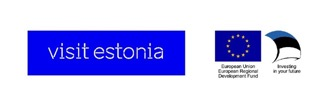 visit estonia
European Union
European Regional
Development Fund
Investing
in your future